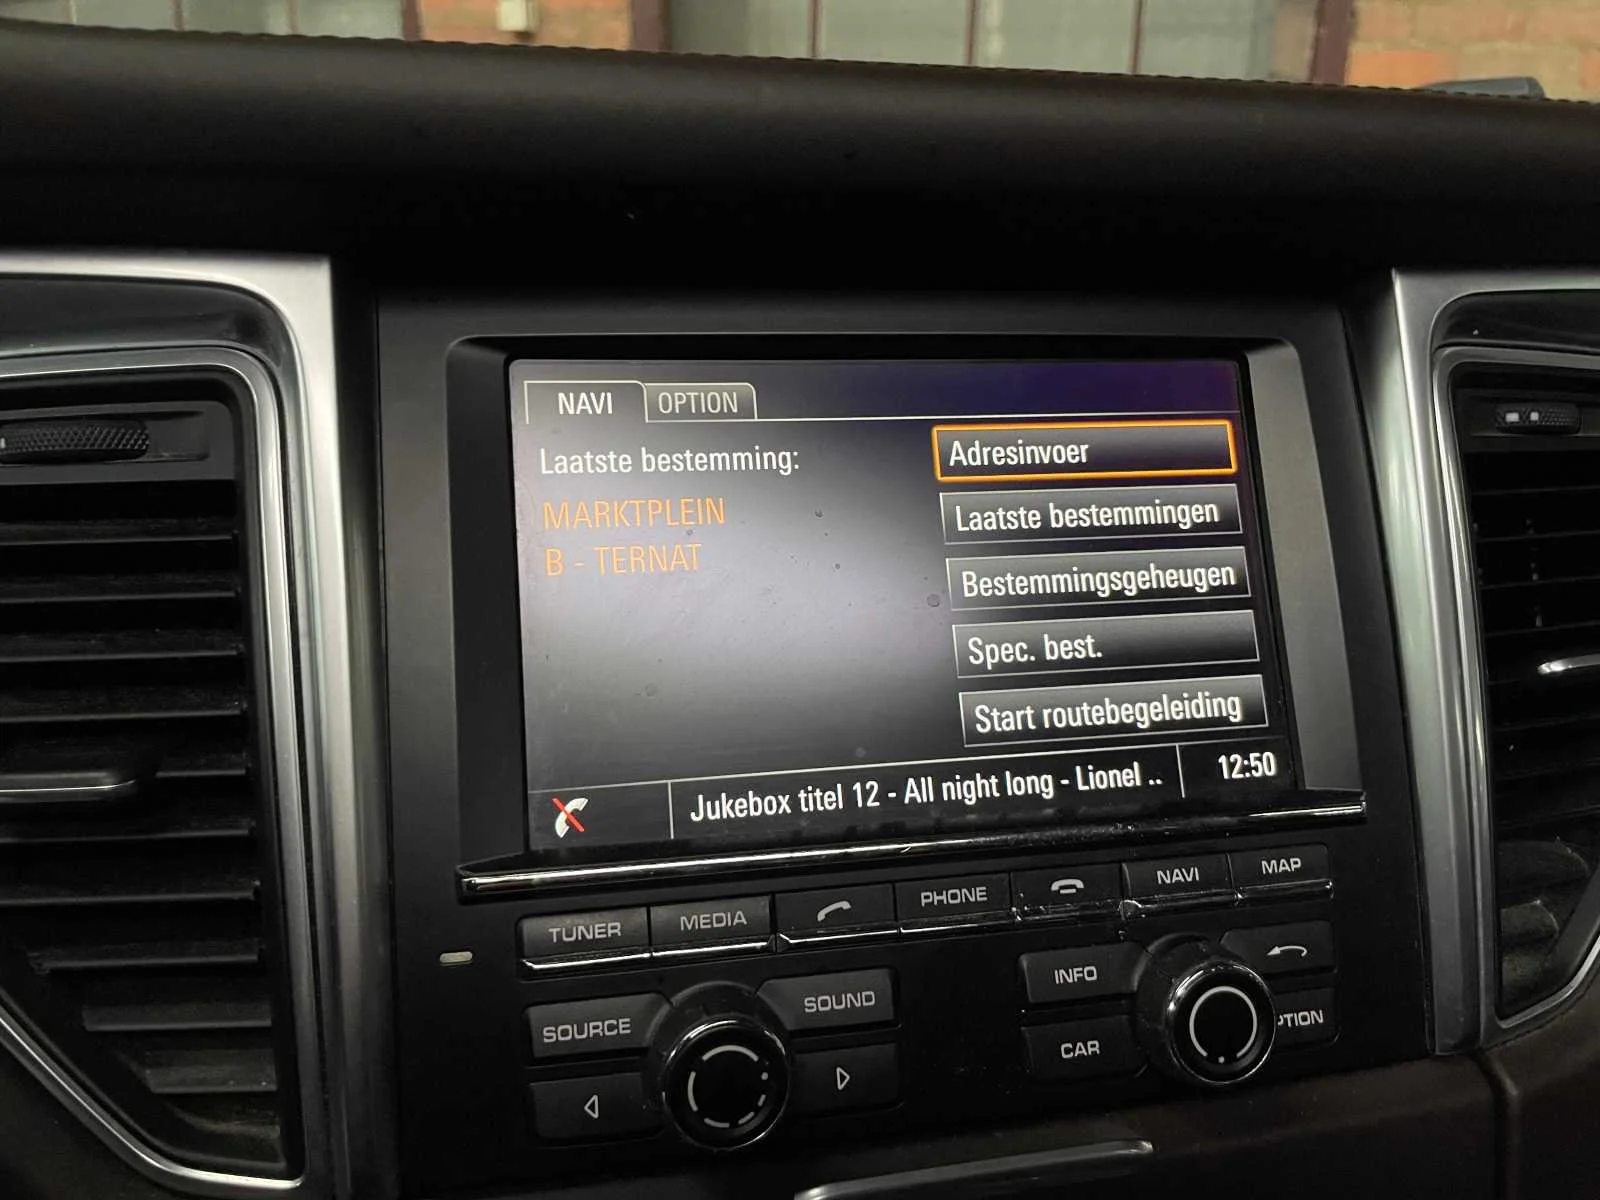 NAVI OPTION
Laatste bestemming:
MARKTPLEIN
B - TERNAT
Adresinvoer
Laatste bestemmingen
Bestemmingsgeheugen
Spec. best.
Start routebegeleiding
Jukebox titel 12 - All night long - Lionel ..
12:50
TUNER MEDIA PHONE NAVI MAP
SOURCE SOUND INFO
CAR PTION